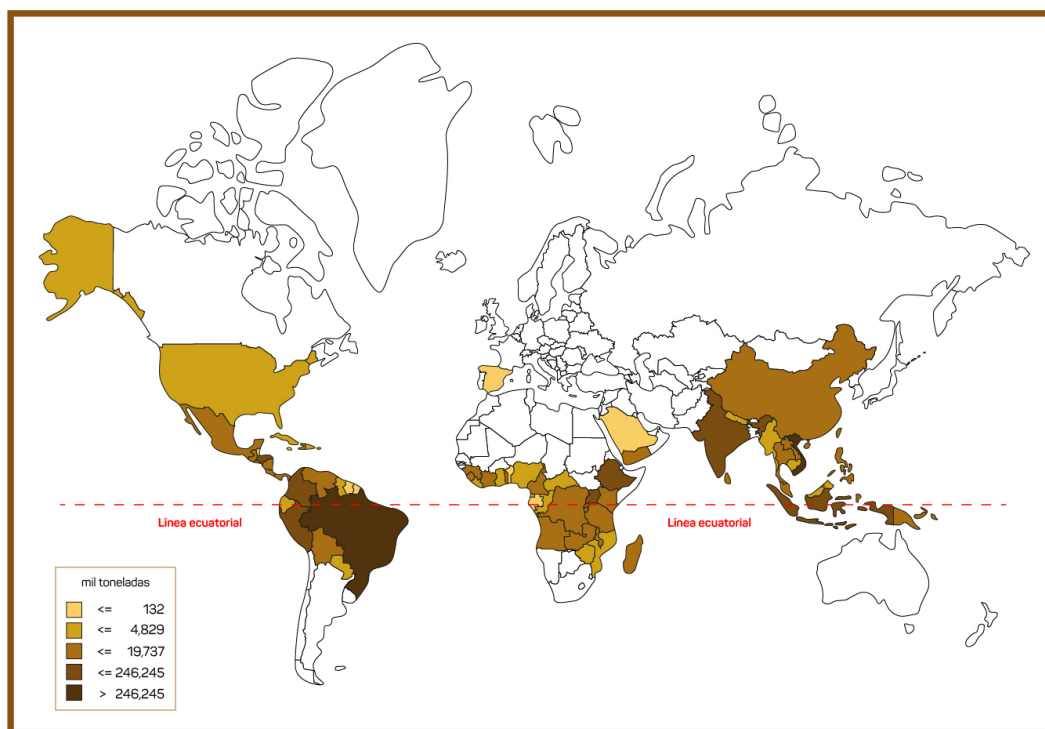 Línea ecuatorial
Línea ecuatorial
mil toneladas
<= 132
<= 4,829
<= 19,737
<= 246,245
> 246,245